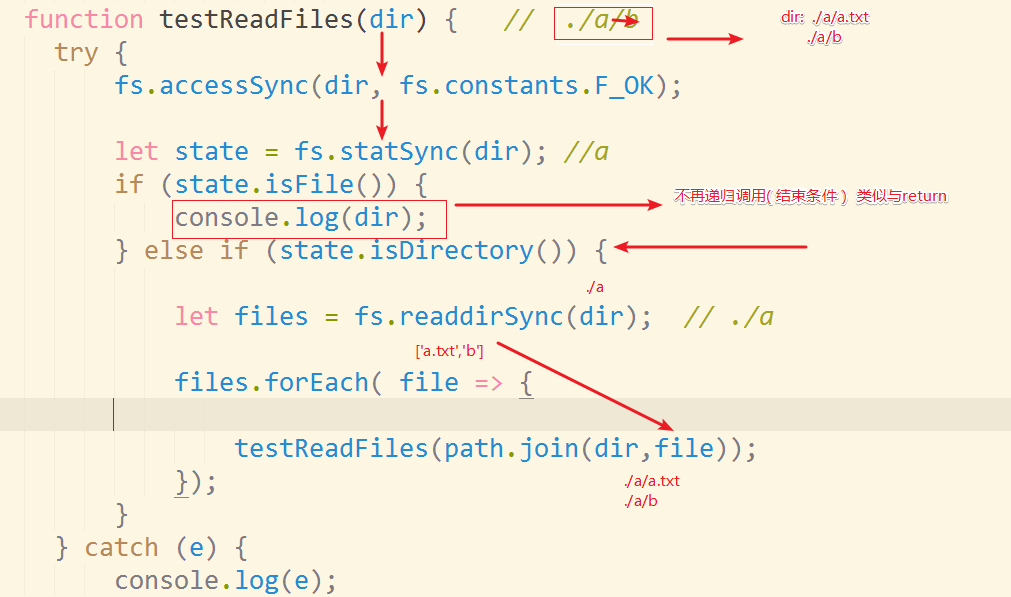 function testReadFiles(dir) {   // ./a/b   dir: ./a/a.txt
./a/b
try {
fs.accessSync(dir, fs.constants.F_OK);
let state = fs.statSync(dir); //a
if (state.isFile()) {
不再递归调用( 结束条件 ) 类似与return
console.log(dir);
} else if (state.isDirectory()) {
./a
let files = fs.readdirSync(dir);  // ./a
['a.txt','b']
files.forEach( file => {
testReadFiles(path.join(dir,file));
});
./a/a.txt
./a/b
}
} catch (e) {
console.log(e);